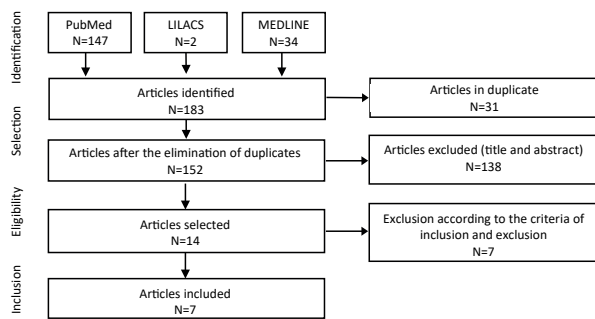 Identification
PubMed
N=147
LILACS
N=2
MEDLINE
N=34
Articles identified
N=183
Articles in duplicate
N=31
Selection
Articles after the elimination of duplicates
N=152
Articles excluded (title and abstract)
N=138
Eligibility
Articles selected
N=14
Exclusion according to the criteria of
inclusion and exclusion
N=7
Inclusion
Articles included
N=7